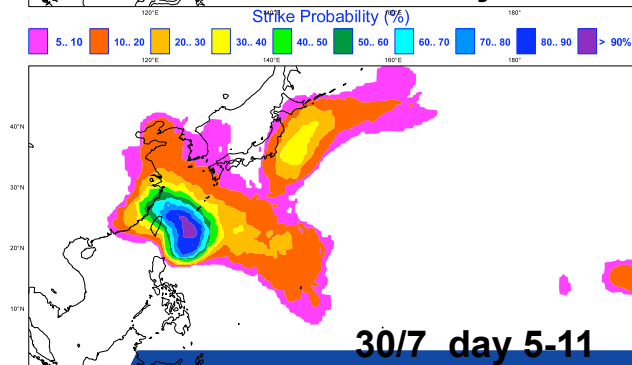 120°E 140°E 160°E 180°
Strike Probability (%)
5.. 10 10.. 20 20.. 30 30.. 40 40.. 50 50.. 60 60.. 70 70.. 80 80.. 90 > 90%
120°E 140°E 160°E 180°
40°N
30°N
20°N
10°N
30/7 day 5-11